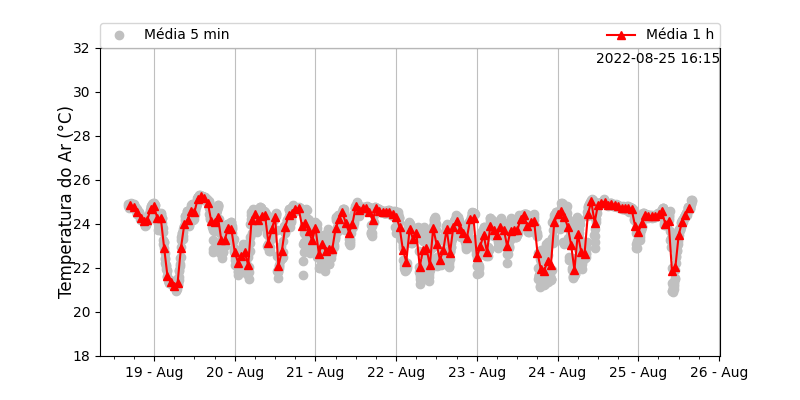 Média 5 min
Média 1 h
2022-08-25 16:15
Temperatura do Ar (°C)
32
30
28
26
24
22
20
18
19 - Aug
20 - Aug
21 - Aug
22 - Aug
23 - Aug
24 - Aug
25 - Aug
26 - Aug